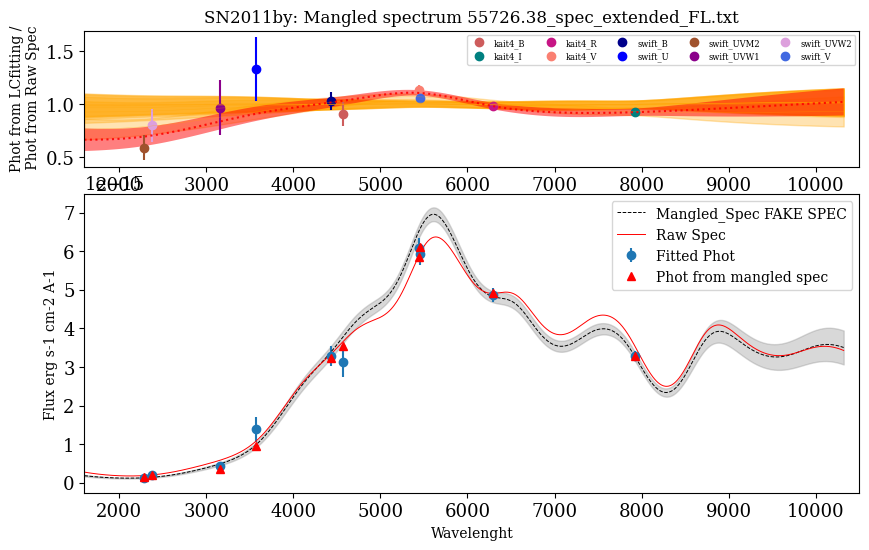 SN2011by: Mangled spectrum 55726.38_spec_extended_FL.txt
Phot from LCfitting /
Phot from Raw Spec
1.5
1.0
0.5
kait4_B kait4_R swift_B swift_UVM2 swift_UVW2
kait4_I kait4_V swift_U swift_UVW1 swift_V
2000 3000 4000 5000 6000 7000 8000 9000 10000
1e−15
Flux erg s-1 cm-2 A-1
7
6
5
4
3
2
1
0
Mangled_Spec FAKE SPEC
Raw Spec
Fitted Phot
Phot from mangled spec
2000 3000 4000 5000 6000 7000 8000 9000 10000
Wavelenght